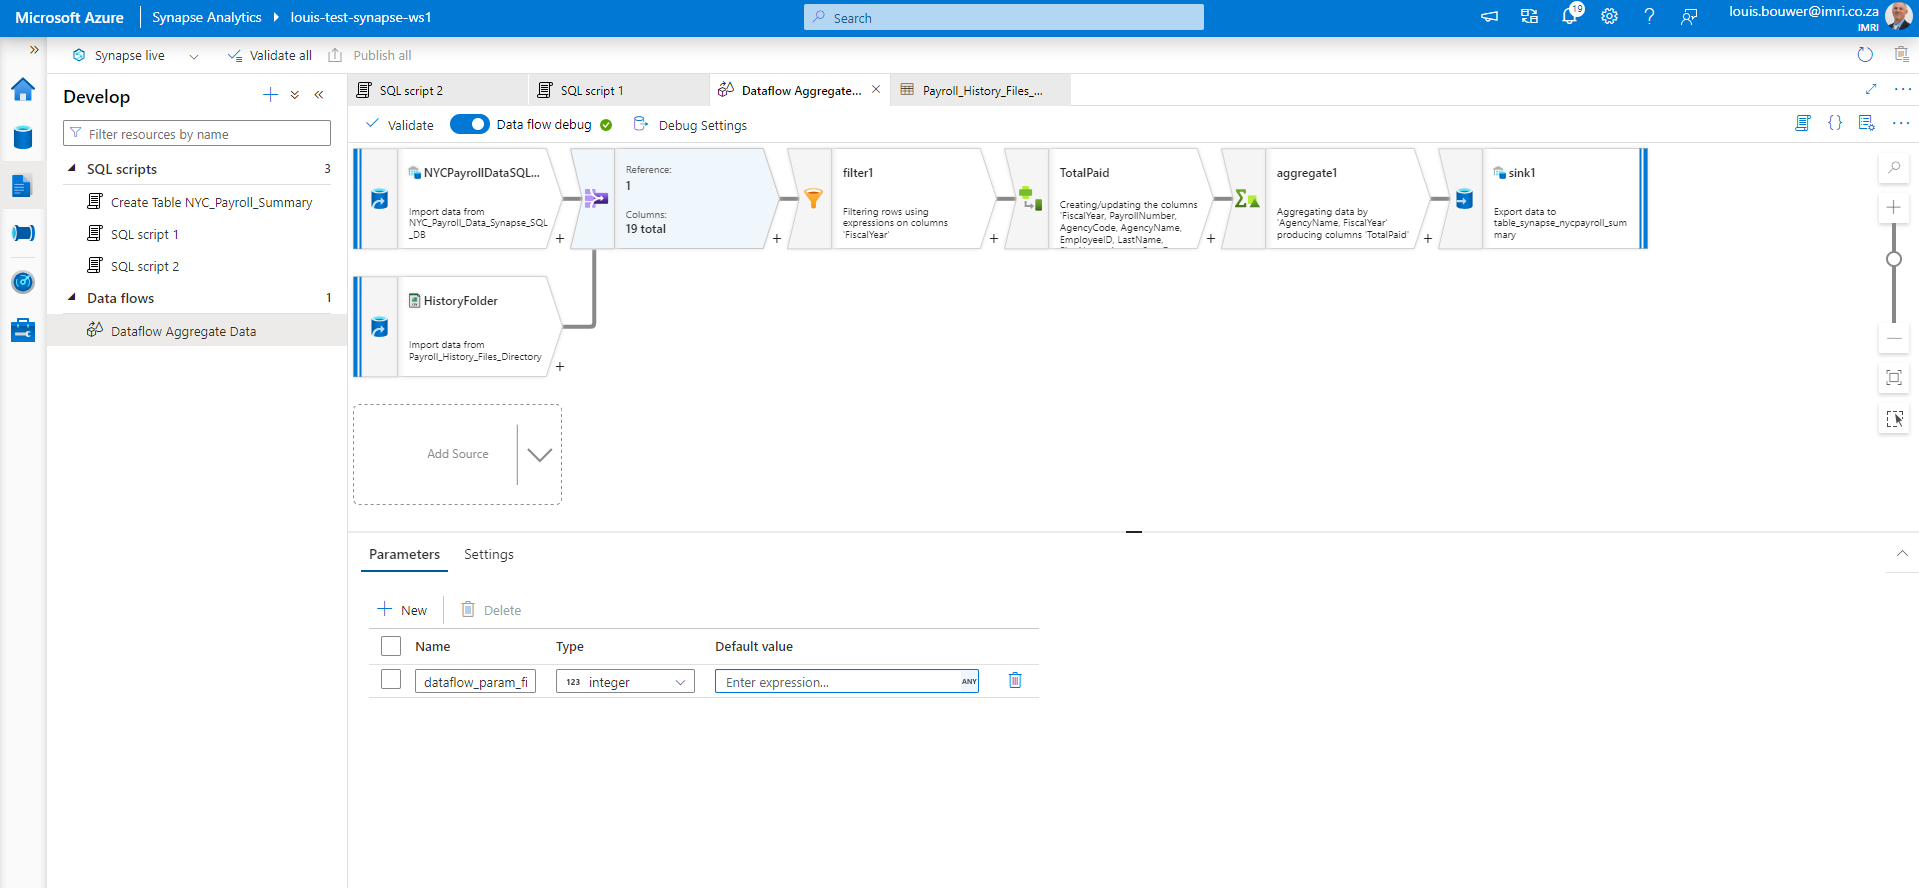 Microsoft Azure
Synapse Analytics
louis-test-synapse-ws1
Search
19
louis.bouwer@imri.co.za
IMRI
Synapse live
Validate all
Publish all
Develop
Filter resources by name
SQL scripts
3
Create Table NYC_Payroll_Summary
SQL script 1
SQL script 2
Data flows
1
Dataflow Aggregate Data
SQL script 2
SQL script 1
Dataflow Aggregate...
Payroll_History_Files_...
Validate
Data flow debug
Debug Settings
NYCPayrollDataSQL...
Import data from
NYC_Payroll_Data_Synapse_SQL
_DB
Reference:
1
Columns:
19 total
filter1
Filtering rows using
expressions on columns
'FiscalYear'
TotalPaid
Creating/updating the columns
'FiscalYear, PayrollNumber,
AgencyCode, AgencyName,
EmployeeID, LastName,
aggregate1
Aggregating data by
'AgencyName, FiscalYear'
producing columns 'TotalPaid'
sink1
Export data to
table_synapse_nycpayroll_sum
mary
HistoryFolder
Import data from
Payroll_History_Files_Directory
Add Source
Parameters
Settings
New
Delete
Name
Type
Default value
dataflow_param_fi
123
integer
Enter expression...
ANY